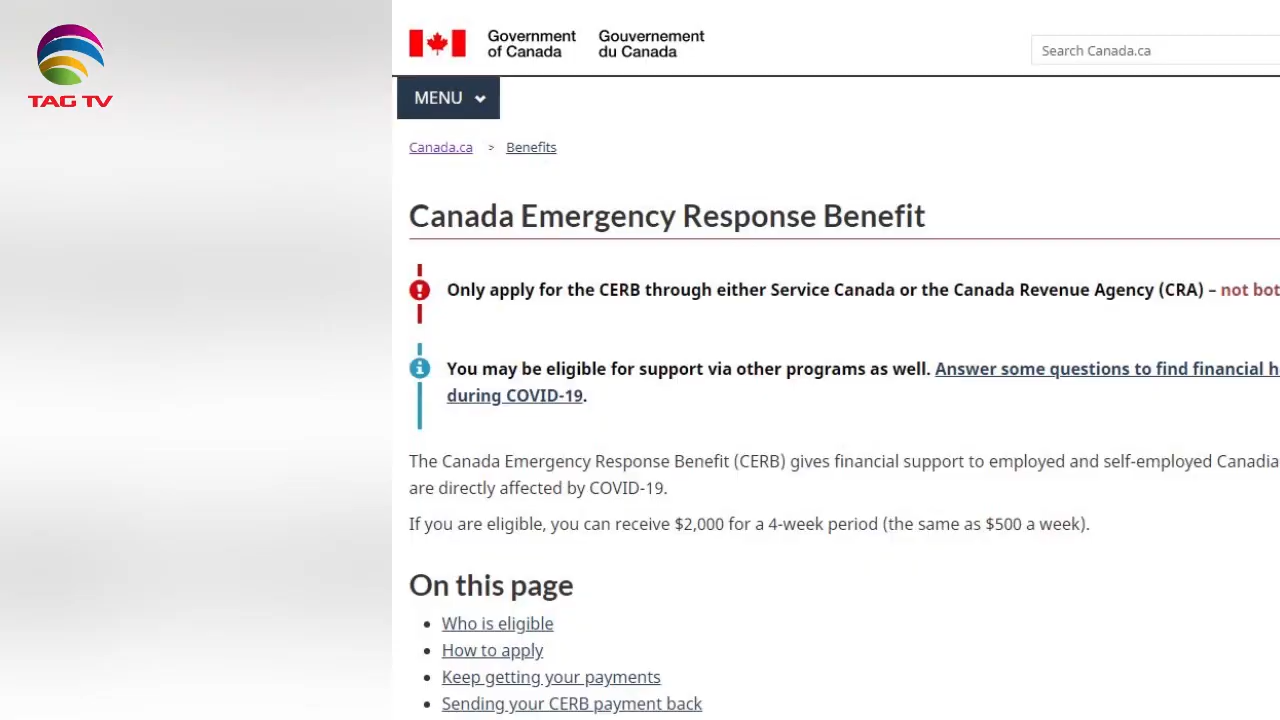 TAG TV
Government of Canada
Gouvernement du Canada
Search Canada.ca
MENU
Canada.ca > Benefits
Canada Emergency Response Benefit
Only apply for the CERB through either Service Canada or the Canada Revenue Agency (CRA) – not bot
You may be eligible for support via other programs as well. Answer some questions to find financial h
during COVID-19.
The Canada Emergency Response Benefit (CERB) gives financial support to employed and self-employed Canadia
are directly affected by COVID-19.
If you are eligible, you can receive $2,000 for a 4-week period (the same as $500 a week).
On this page
Who is eligible
How to apply
Keep getting your payments
Sending your CERB payment back